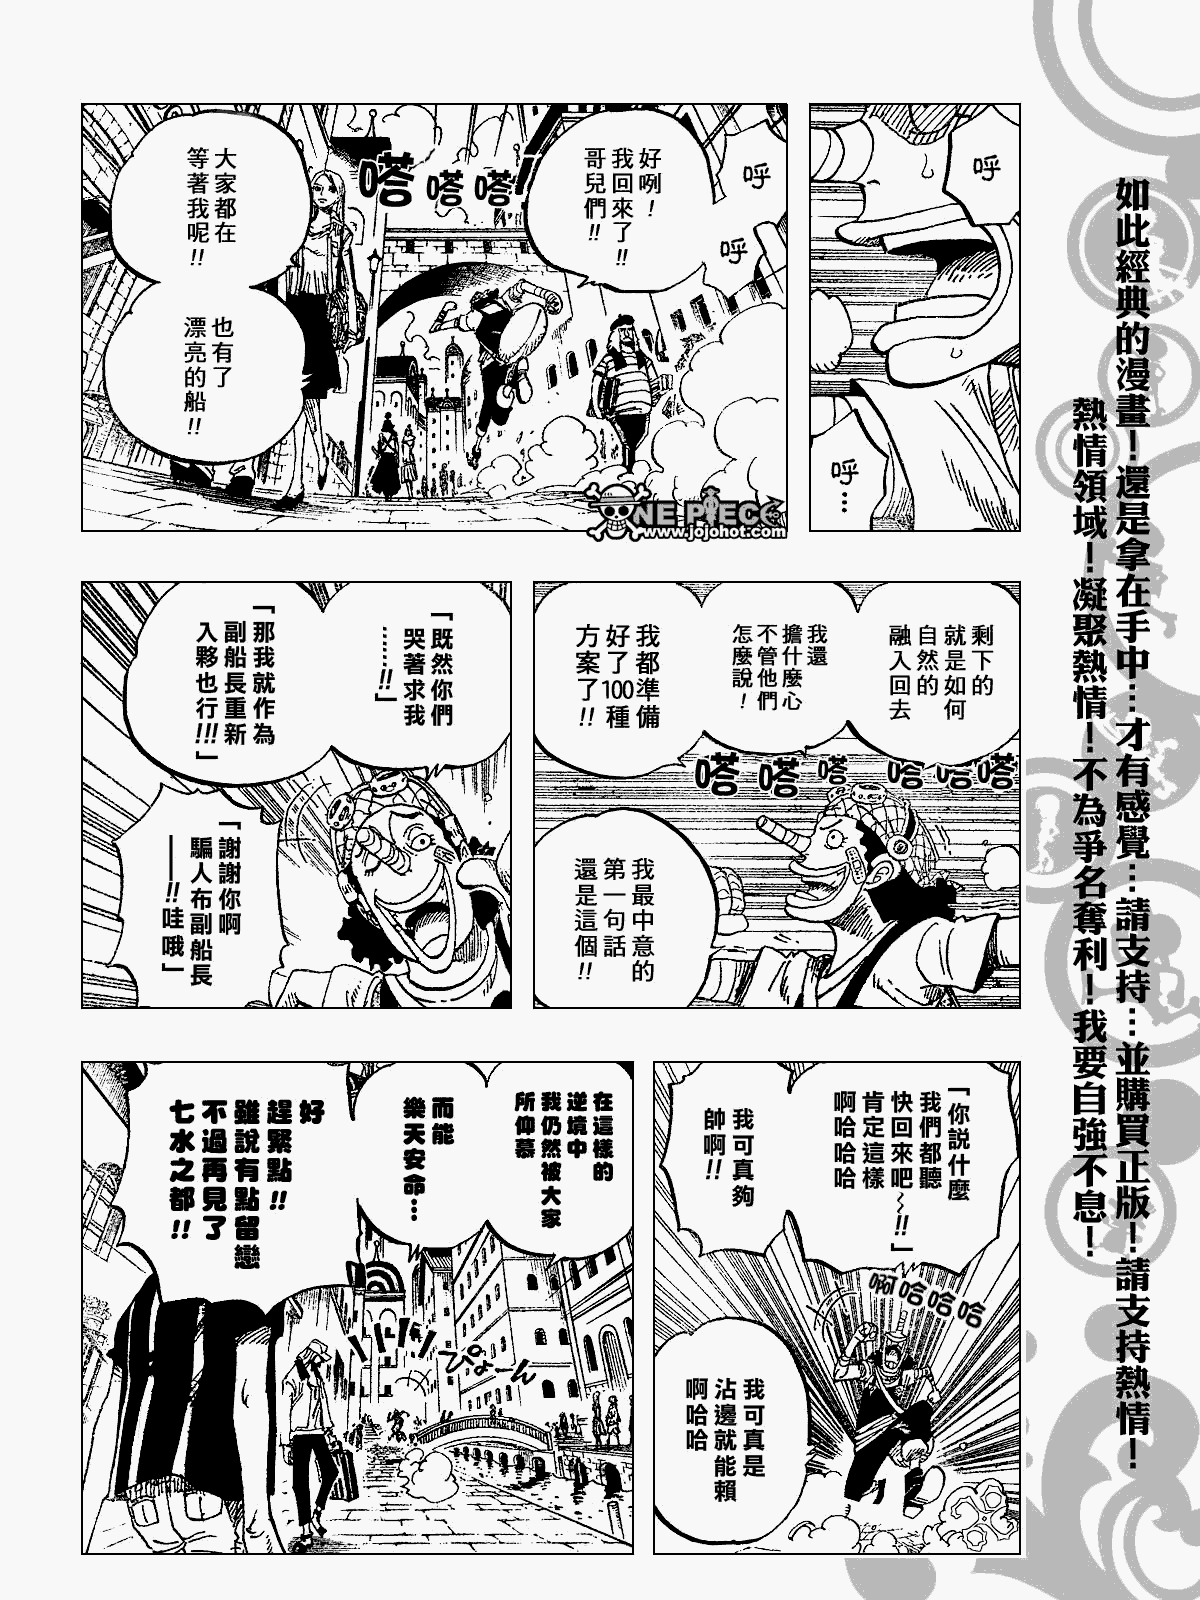 呼
呼
呼
呼…
好咧!
我回來了!!
哥兒們!!
嗒嗒嗒
大家都在
等著我呢!!
也有了
漂亮的船!!
ONE PIECE
www.jojohot.com
剩下的
就是如何
自然的
融入回去
我還
擔什麼心
不管他們
怎麼說!
我都準備
好了100種
方案了!!
嗒嗒嗒嗒嗒嗒
我最中意的
第一句話
還是這個!!
「既然你們
哭著求我
……!!」
「那我就作為
副船長重新
入夥也行!!!」
「謝謝你啊
騙人布副船長
——!!哇哦」
「你說什麼
我們都聽
快回來吧~!!」
肯定這樣
啊哈哈哈
我可真夠
帥啊!!
啊哈哈哈
我可真是
沾邊就能賴
啊哈哈
在這樣的
逆境中
我仍然被大家
所仰慕
而能
樂天安命…
好
趕緊點!!
雖說有點留戀
不過再見了
七水之都!!
ぴょーん
如此經典的漫畫!還是拿在手中…才有感覺…請支持…並購買正版!請支持熱情!
熱情領域!凝聚熱情!不為爭名奪利!我要自強不息!